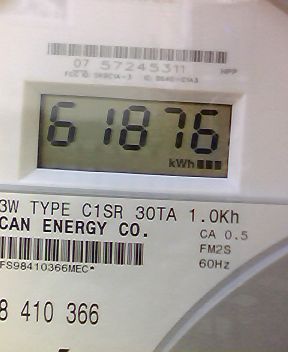 07 57245311 HPP
61876
kWh
3W TYPE C1SR 30TA 1.0Kh
CAN ENERGY CO. CA 0.5
FM2S
FS98410366MEC* 60Hz
8 410 366